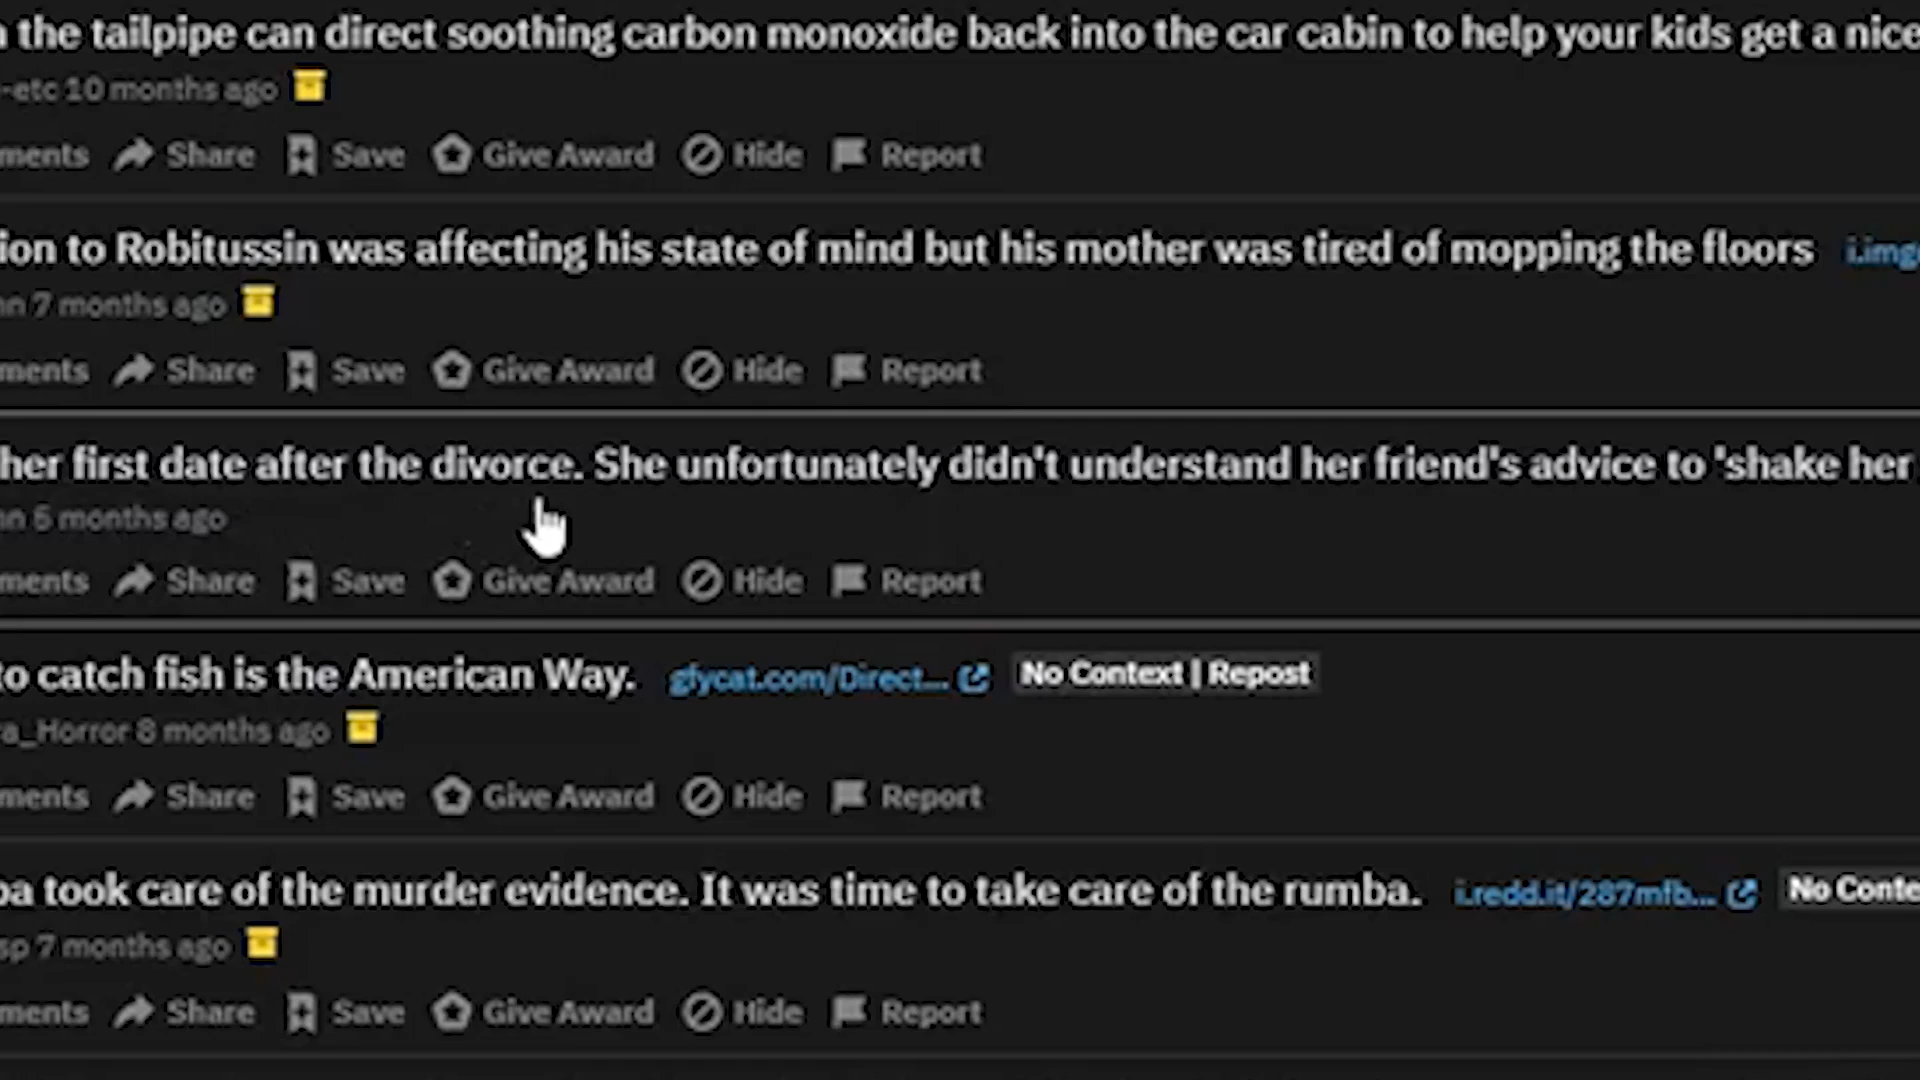 the tailpipe can direct soothing carbon monoxide back into the car cabin to help your kids get a nice
-etc 10 months ago
ments Share Save Give Award Hide Report
ion to Robitussin was affecting his state of mind but his mother was tired of mopping the floors i.img
n 7 months ago
ments Share Save Give Award Hide Report
her first date after the divorce. She unfortunately didn't understand her friend's advice to 'shake her
n 5 months ago
ments Share Save Give Award Hide Report
to catch fish is the American Way. gfycat.com/Direct... No Context | Repost
a_Horror 8 months ago
ments Share Save Give Award Hide Report
ba took care of the murder evidence. It was time to take care of the rumba. i.redd.it/287mfb... No Conte
sp 7 months ago
ments Share Save Give Award Hide Report